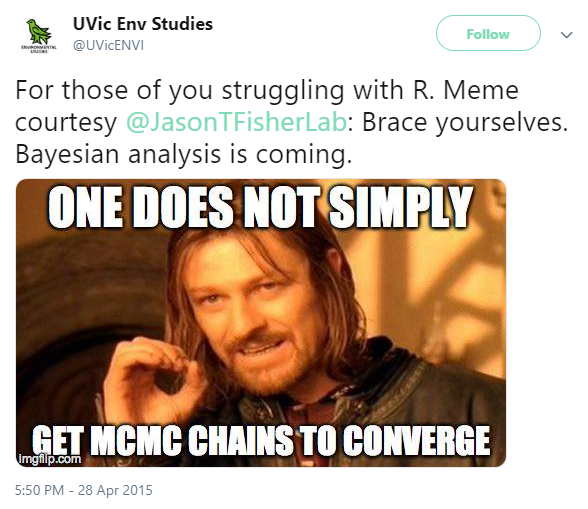 UVic Env Studies
@UVicENVI
ENVIRONMENTAL
STUDIES
Follow
For those of you struggling with R. Meme
courtesy @JasonTFisherLab: Brace yourselves.
Bayesian analysis is coming.
ONE DOES NOT SIMPLY
GET MCMC CHAINS TO CONVERGE
imgflip.com
5:50 PM - 28 Apr 2015